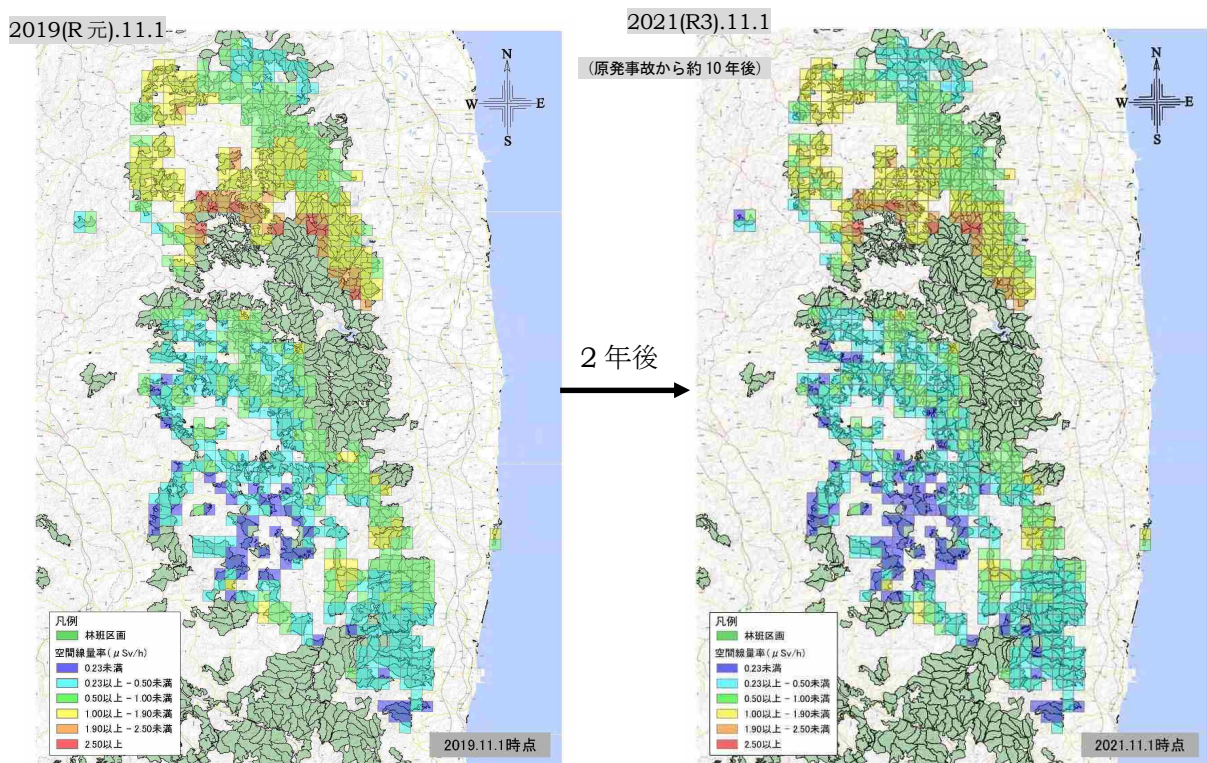 2019(R元).11.1
N
W E
S
凡例
林班区画
空間線量率(μSv/h)
0.23未満
0.23以上 - 0.50未満
0.50以上 - 1.00未満
1.00以上 - 1.90未満
1.90以上 - 2.50未満
2.50以上
2019.11.1時点
2年後
2021(R3).11.1
(原発事故から約10年後)
N
W E
S
凡例
林班区画
空間線量率(μSv/h)
0.23未満
0.23以上 - 0.50未満
0.50以上 - 1.00未満
1.00以上 - 1.90未満
1.90以上 - 2.50未満
2.50以上
2021.11.1時点